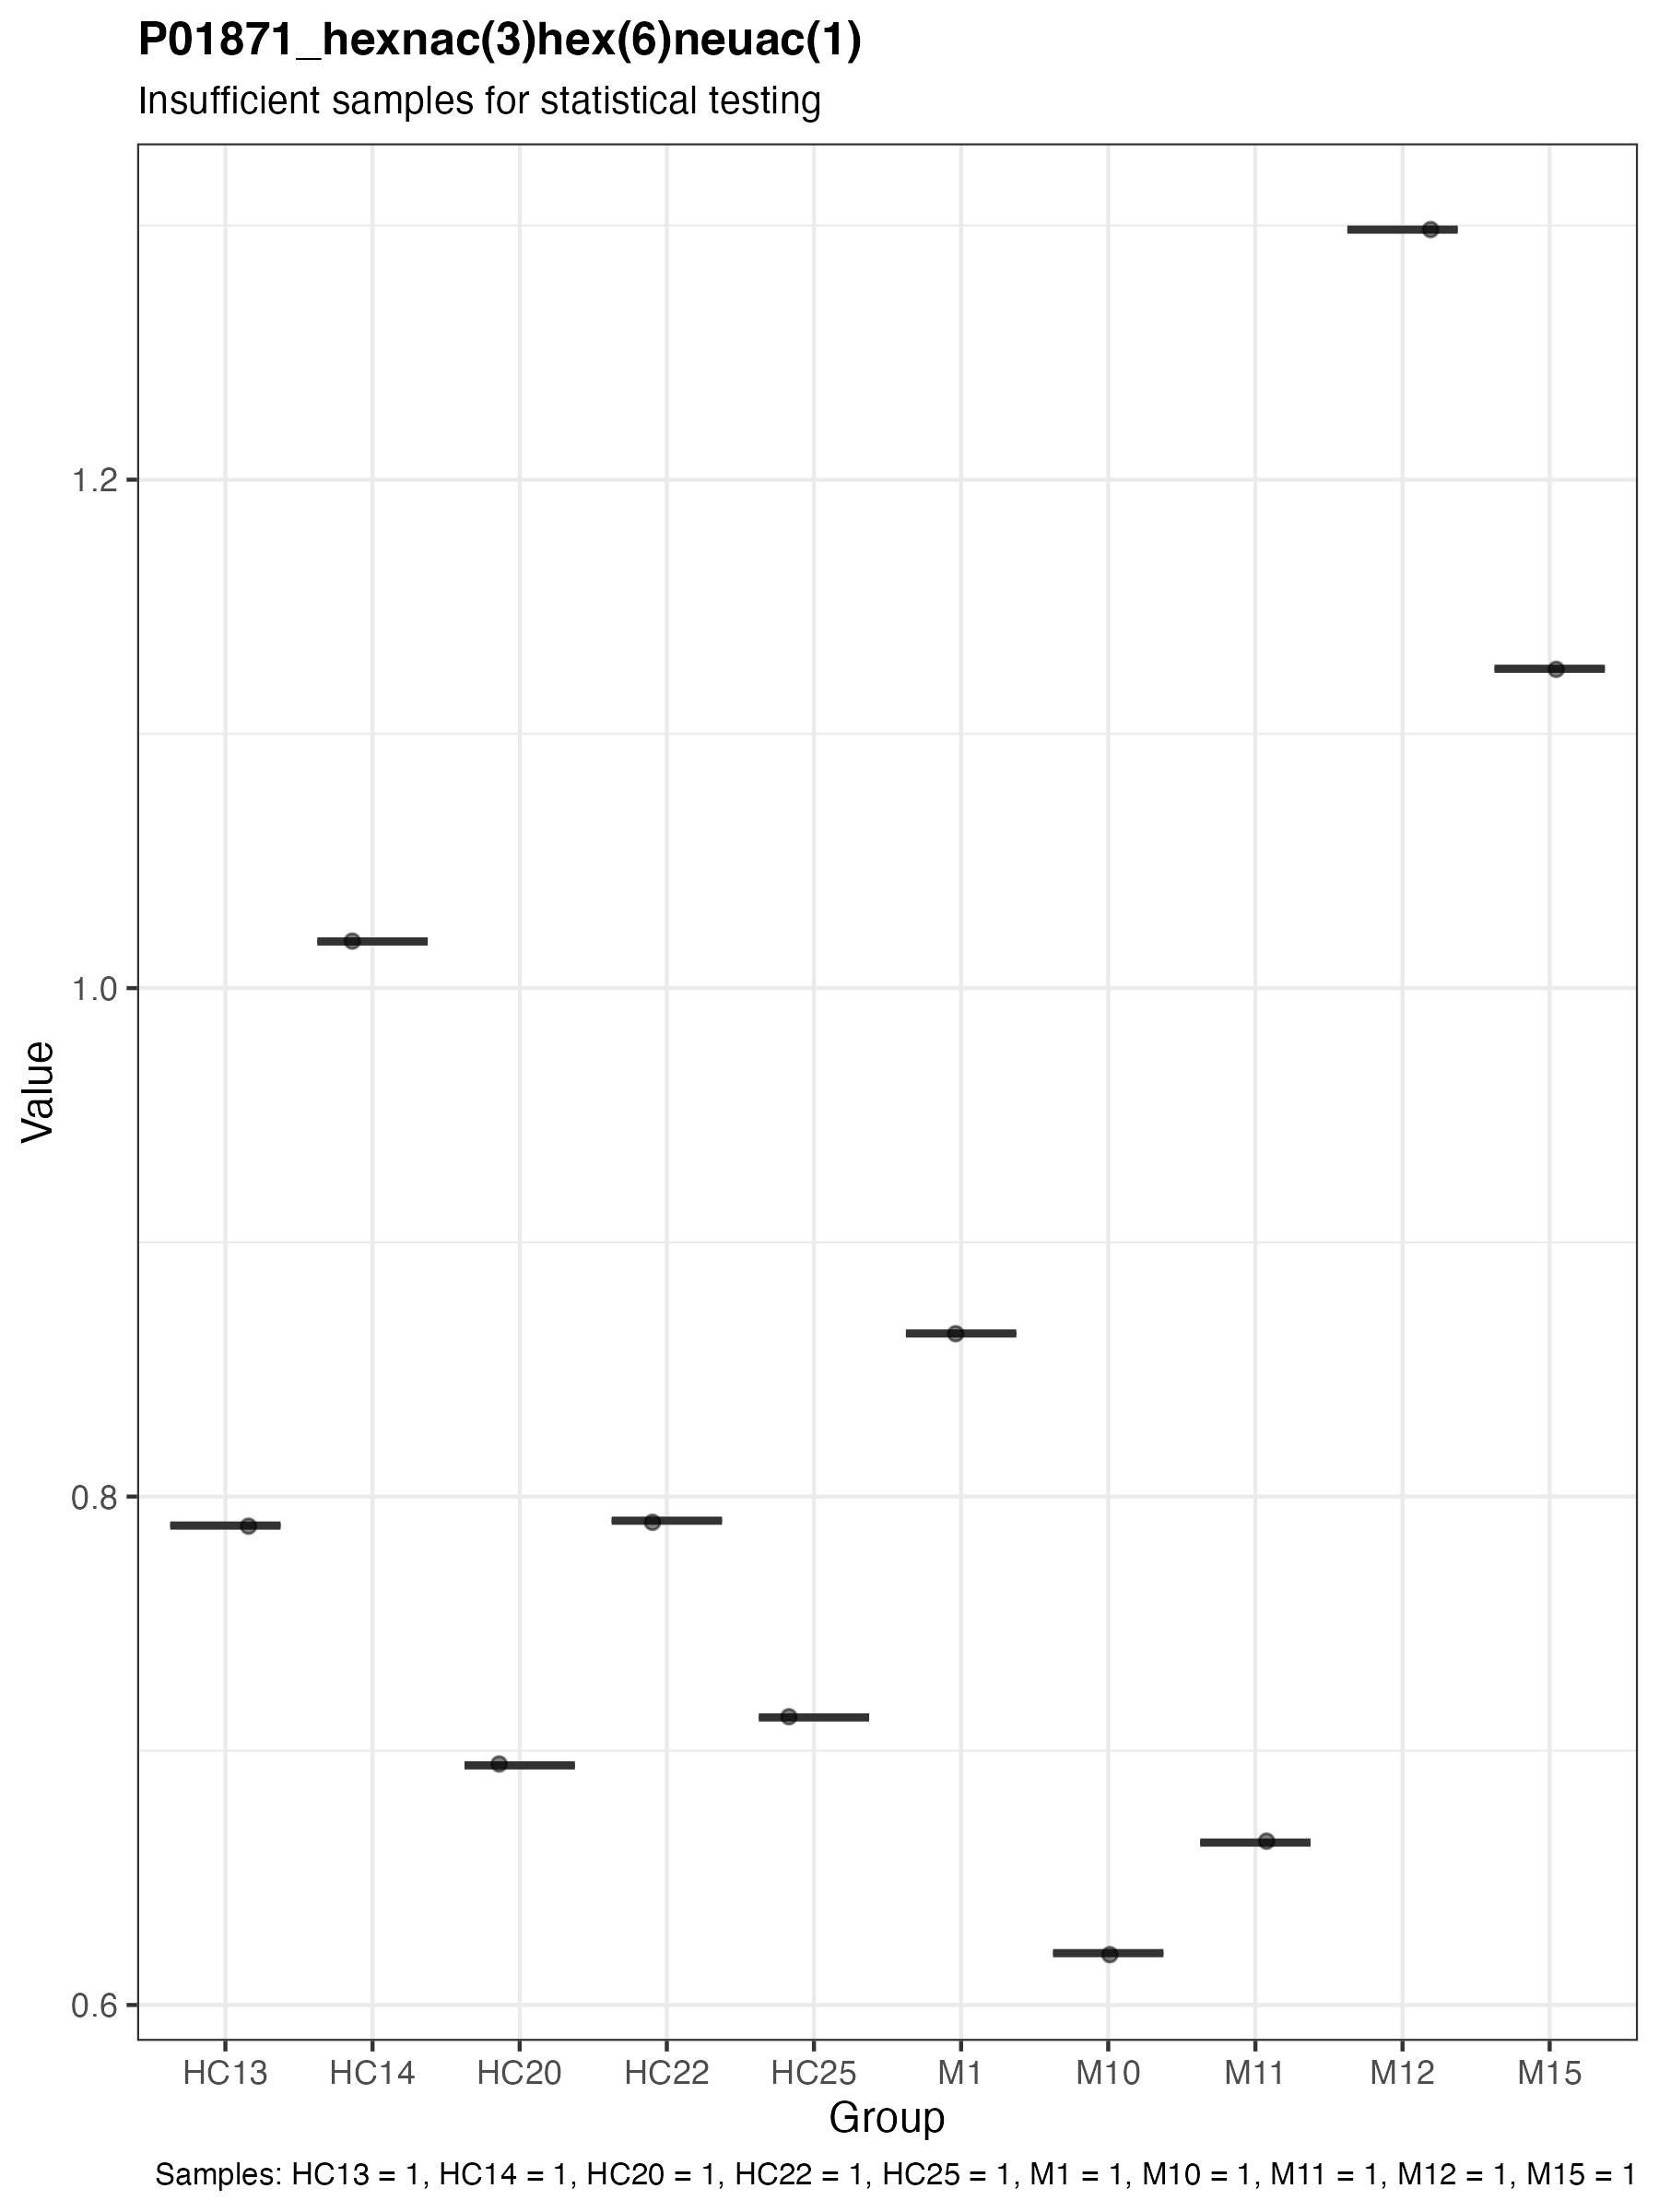 P01871_hexnac(3)hex(6)neuac(1)
Insufficient samples for statistical testing
Value
1.2
1.0
0.8
0.6
HC13 HC14 HC20 HC22 HC25 M1 M10 M11 M12 M15
Group
Samples: HC13 = 1, HC14 = 1, HC20 = 1, HC22 = 1, HC25 = 1, M1 = 1, M10 = 1, M11 = 1, M12 = 1, M15 = 1